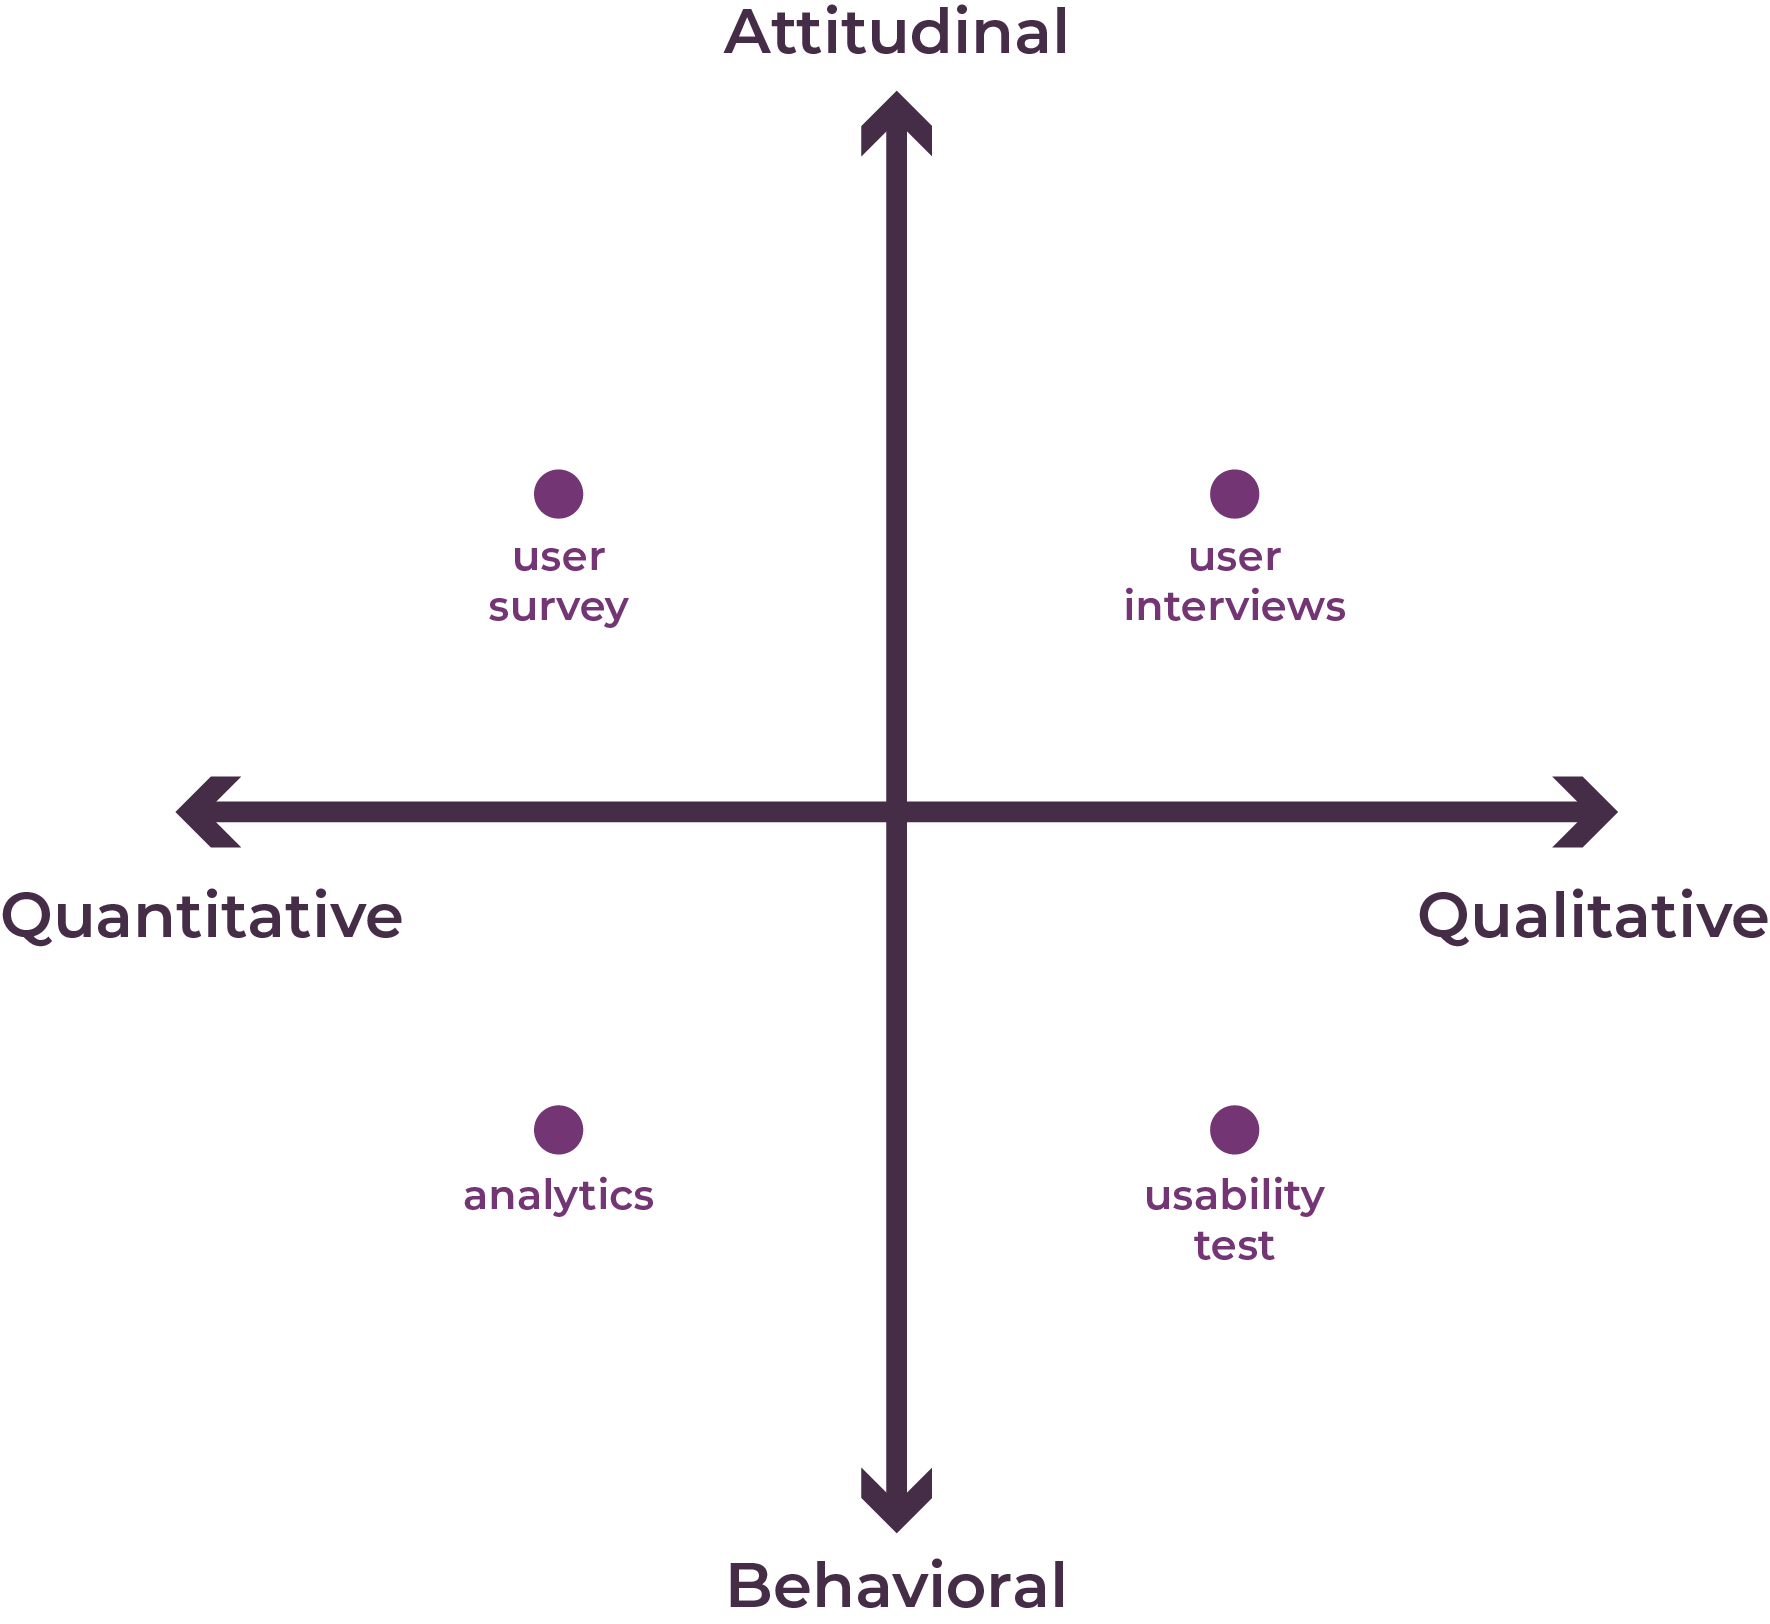 Attitudinal
user
survey
user
interviews
Quantitative
Qualitative
analytics
usability
test
Behavioral